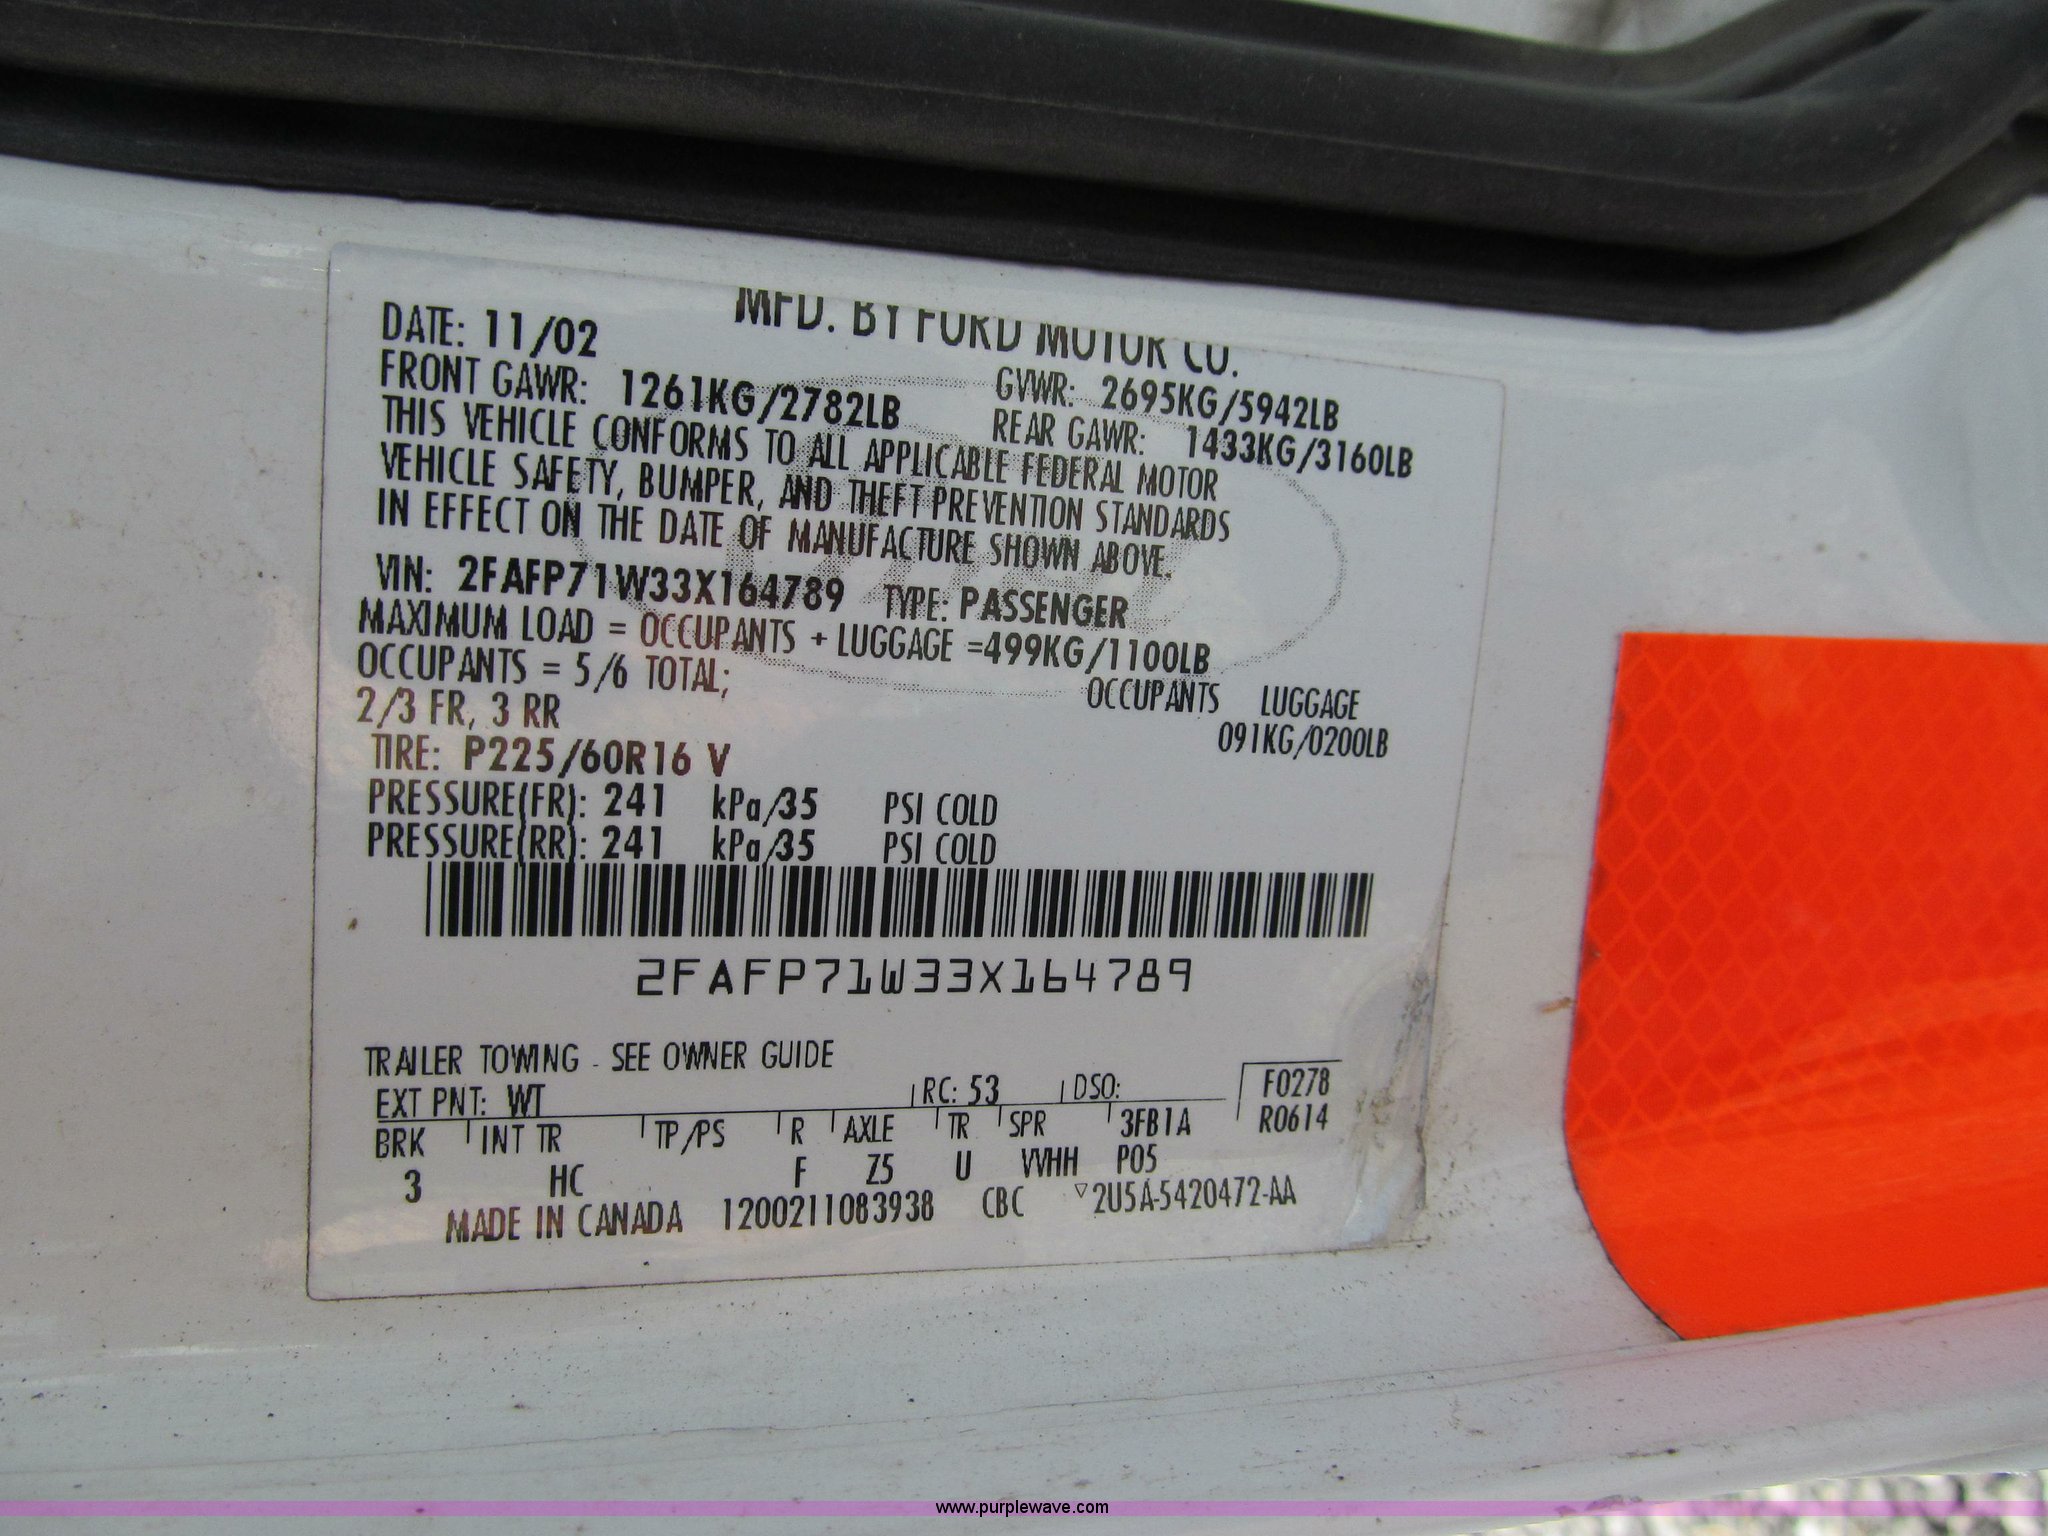 MFD. BY FORD MOTOR CO.
DATE: 11/02
GVWR: 2695KG/5942LB
FRONT GAWR: 1261KG/2782LB
REAR GAWR: 1433KG/3160LB
THIS VEHICLE CONFORMS TO ALL APPLICABLE FEDERAL MOTOR
VEHICLE SAFETY, BUMPER, AND THEFT PREVENTION STANDARDS
IN EFFECT ON THE DATE OF MANUFACTURE SHOWN ABOVE.
VIN: 2FAFP71W33X164789 TYPE: PASSENGER
MAXIMUM LOAD = OCCUPANTS + LUGGAGE =499KG/1100LB
OCCUPANTS = 5/6 TOTAL;
OCCUPANTS LUGGAGE
2/3 FR, 3 RR
091KG/0200LB
TIRE: P225/60R16 V
PRESSURE(FR): 241 kPa/35 PSI COLD
PRESSURE(RR): 241 kPa/35 PSI COLD
2FAFP71W33X164789
TRAILER TOWING - SEE OWNER GUIDE
EXT PNT: WT RC: 53 DSO: F0278
BRK INT TR TP/PS R AXLE TR SPR 3FB1A R0614
3 HC F Z5 U VVHH P05
MADE IN CANADA 1200211083938 CBC ▽2U5A-5420472-AA
www.purplewave.com